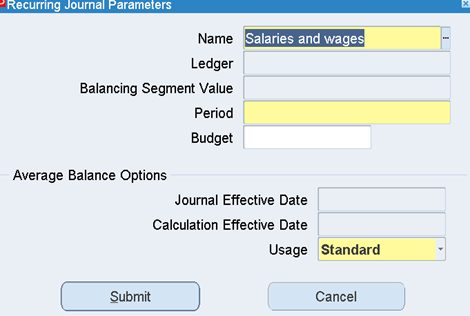 Recurring Journal Parameters
Name Salaries and wages
Ledger
Balancing Segment Value
Period
Budget
Average Balance Options
Journal Effective Date
Calculation Effective Date
Usage Standard
Submit Cancel